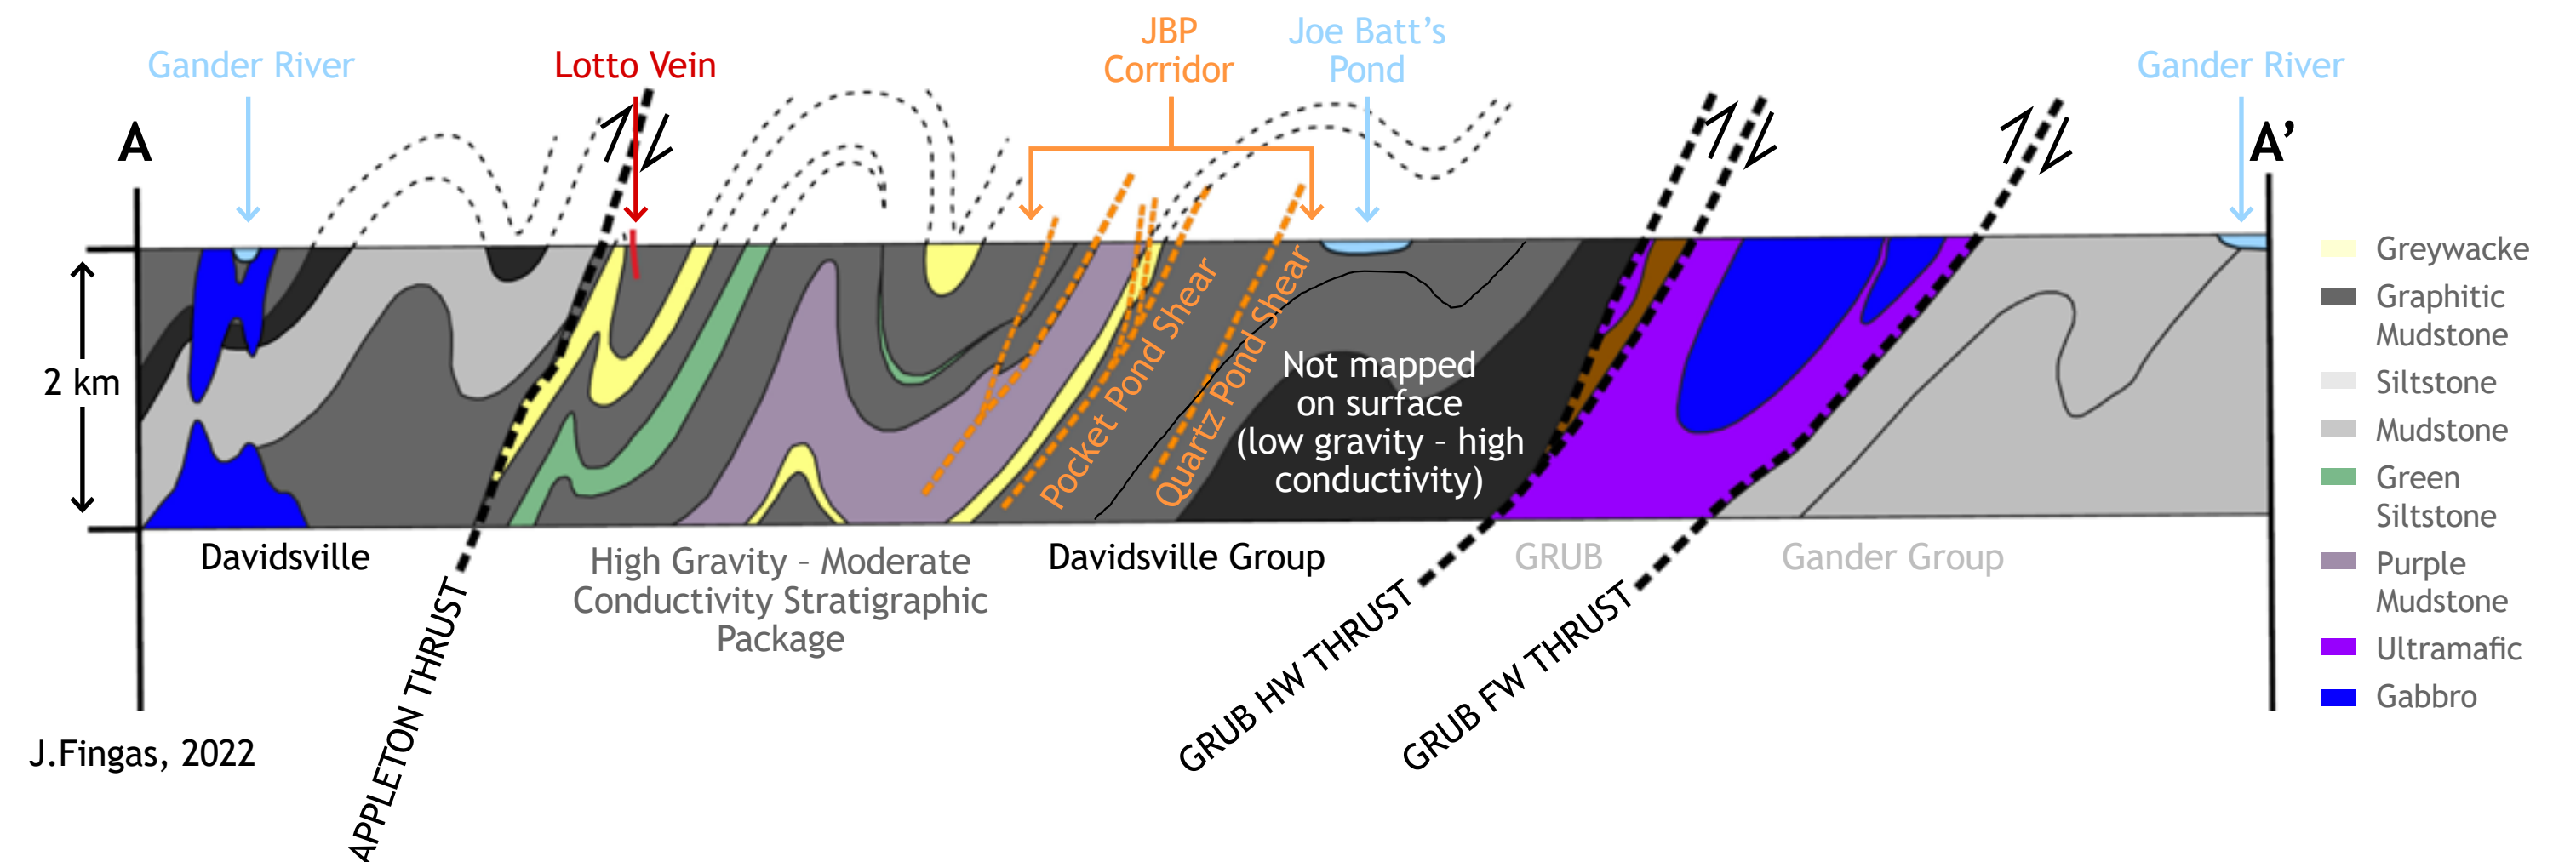 JBP
Corridor
Joe Batt's
Pond
Gander River
Lotto Vein
Gander River
A
A'
2 km
Pocket Pond Shear
Quartz Pond Shear
Not mapped
on surface
(low gravity - high
conductivity)
Greywacke
Graphitic
Mudstone
Siltstone
Mudstone
Green
Siltstone
Purple
Mudstone
Ultramafic
Gabbro
Davidsville
High Gravity - Moderate
Conductivity Stratigraphic
Package
Davidsville Group
GRUB
Gander Group
APPLETON THRUST
GRUB HW THRUST
GRUB FW THRUST
J.Fingas, 2022